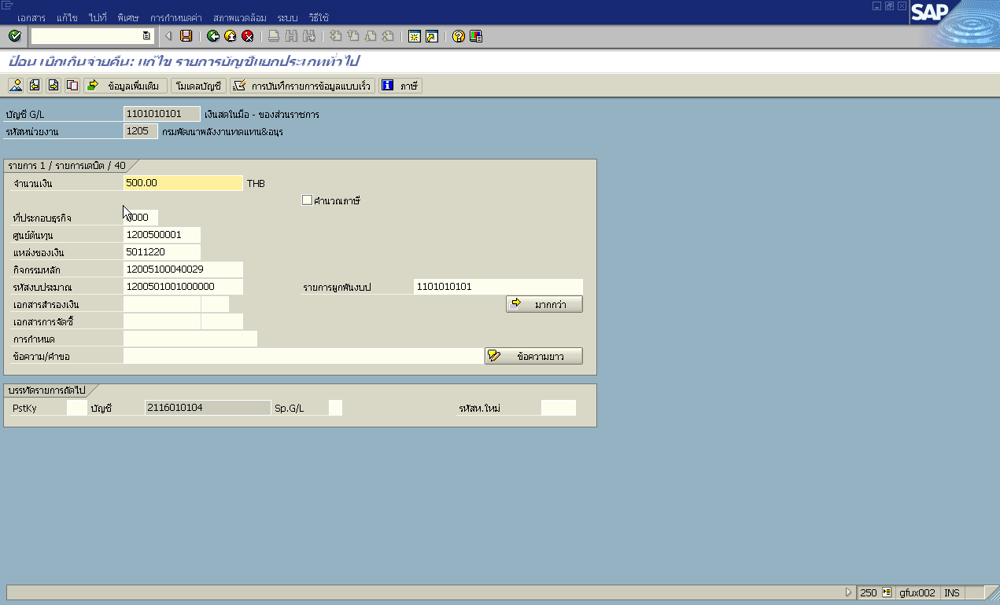 เอกสาร แก้ไข ไปที่ พิเศษ การกำหนดค่า สภาพแวดล้อม ระบบ วิธีใช้
SAP
ป้อน เบิกเกินจ่ายคืน: แก้ไข รายการบัญชีแยกประเภททั่วไป
ข้อมูลเพิ่มเติม โมเดลบัญชี การบันทึกรายการข้อมูลแบบเร็ว ภาษี
บัญชี G/L 1101010101 เงินสดในมือ - ของส่วนราชการ
รหัสหน่วยงาน 1205 กรมพัฒนาพลังงานทดแทน&อนุร
รายการ 1 / รายการเดบิต / 40
จำนวนเงิน 500.00 THB
คำนวณภาษี
ที่ประกอบธุรกิจ 000
ศูนย์ต้นทุน 1200500001
แหล่งของเงิน 5011220
กิจกรรมหลัก 12005100040029
รหัสงบประมาณ 1200501001000000 รายการผูกพันงบป 1101010101
เอกสารสำรองเงิน มากกว่า
เอกสารการจัดซื้
การกำหนด
ข้อความ/คำขอ ข้อความยาว
บรรทัดรายการถัดไป
PstKy บัญชี 2116010104 Sp.G/L รหัสห.ใหม่
250 gfux002 INS